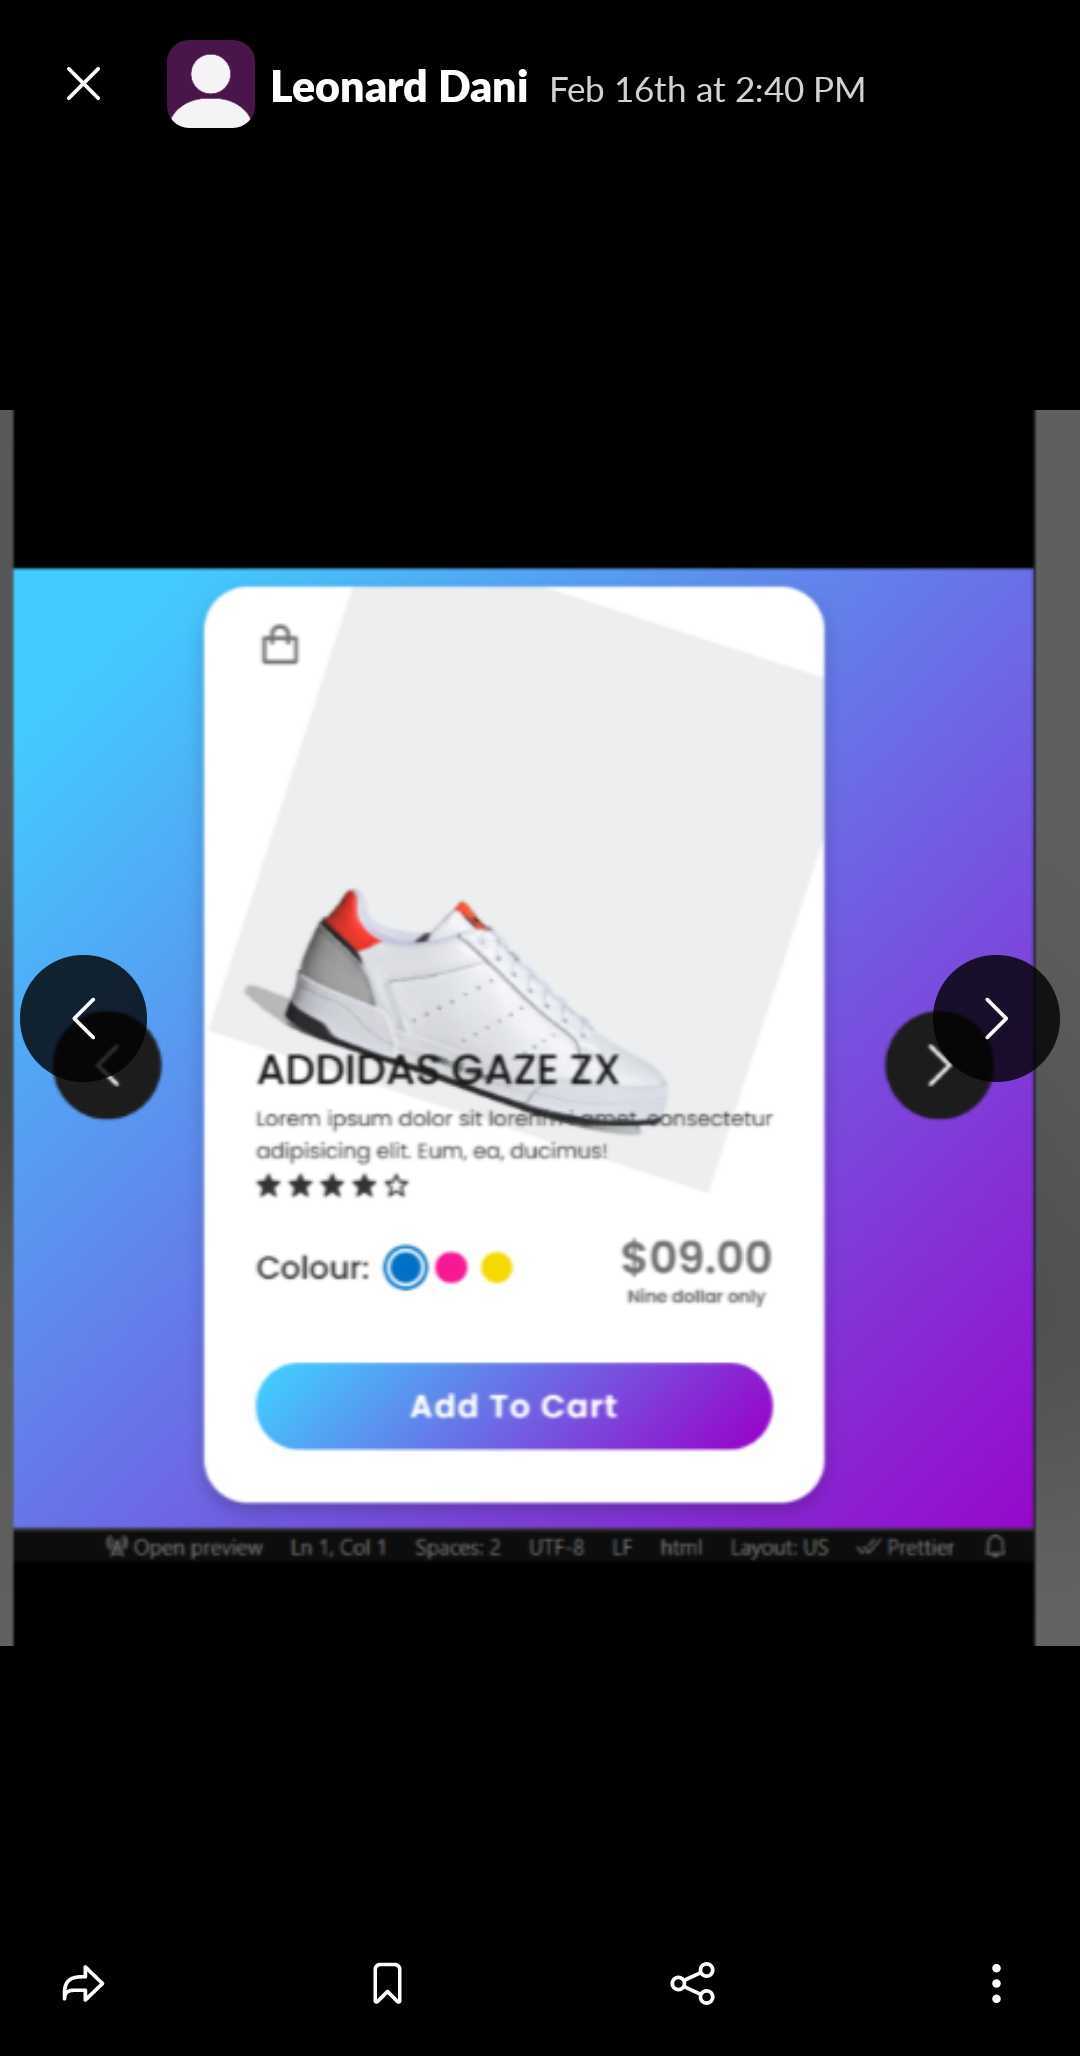 Leonard Dani Feb 16th at 2:40 PM
ADDIDAS GAZE ZX
Lorem ipsum dolor sit amet, consectetur
adipisicing elit. Eum, ea, ducimus!
Colour:
$09.00
Nine dollar only
Add To Cart
Open preview Ln 1, Col 1 Spaces: 2 UTF-8 LF html Layout: US Prettier